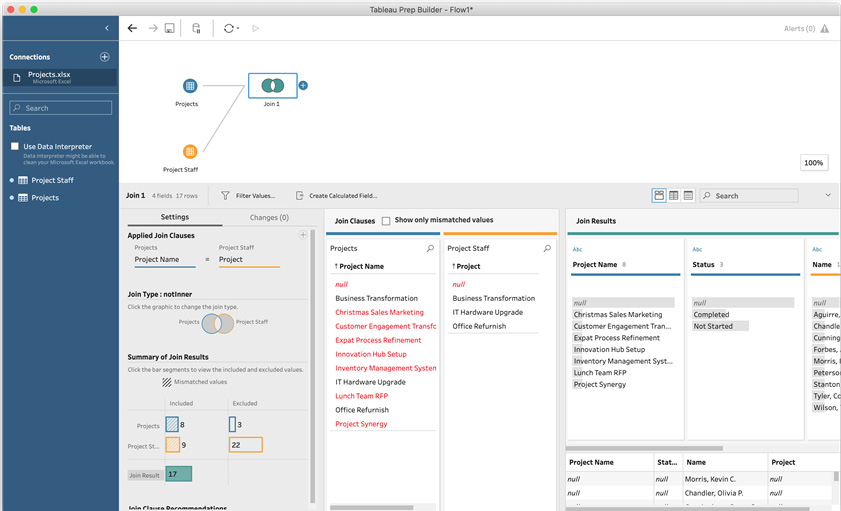 Tableau Prep Builder - Flow1*
Alerts (0)
Connections
Projects.xlsx
Microsoft Excel
Search
Tables
Use Data Interpreter
Data Interpreter might be able to
clean your Microsoft Excel workbook.
Project Staff
Projects
Projects
Join 1
Project Staff
100%
Join 1 4 fields 17 rows Filter Values... Create Calculated Field... Search
Settings Changes (0)
Applied Join Clauses
Projects Project Staff
Project Name = Project
Join Type : notInner
Click the graphic to change the join type.
Projects Project Staff
Summary of Join Results
Click the bar segments to view the included and excluded values.
Mismatched values
Included Excluded
Projects 8 3
Project St... 9 22
Join Result 17
Join Clause Recommendations
Join Clauses Show only mismatched values
Projects
Project Name
null
Business Transformation
Christmas Sales Marketing
Customer Engagement Transfo
Expat Process Refinement
Innovation Hub Setup
Inventory Management System
IT Hardware Upgrade
Lunch Team RFP
Office Refurnish
Project Synergy
Project Staff
Project
null
Business Transformation
IT Hardware Upgrade
Office Refurnish
Join Results
Abc
Project Name 8
null
Christmas Sales Marketing
Customer Engagement Tran...
Expat Process Refinement
Innovation Hub Setup
Inventory Management Syst...
Lunch Team RFP
Project Synergy
Abc
Status 3
null
Completed
Not Started
Abc
Name 1
null
Aguirre,
Chandle
Cunning
Forbes,
Morris, 
Peterso
Stanton
Tyler, Co
Wilson,
Project Name Stat... Name Project
null null Morris, Kevin C. null
null null Chandler, Olivia P. null